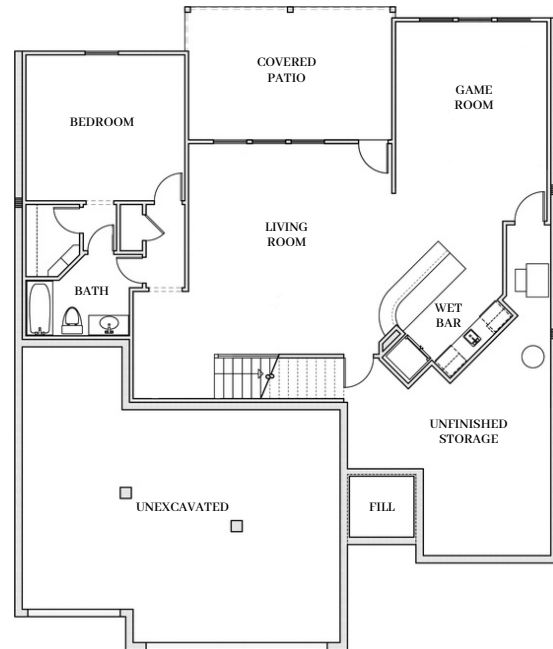 COVERED
PATIO
GAME
ROOM
BEDROOM
LIVING
ROOM
BATH
WET
BAR
UNFINISHED
STORAGE
UNEXCAVATED
FILL